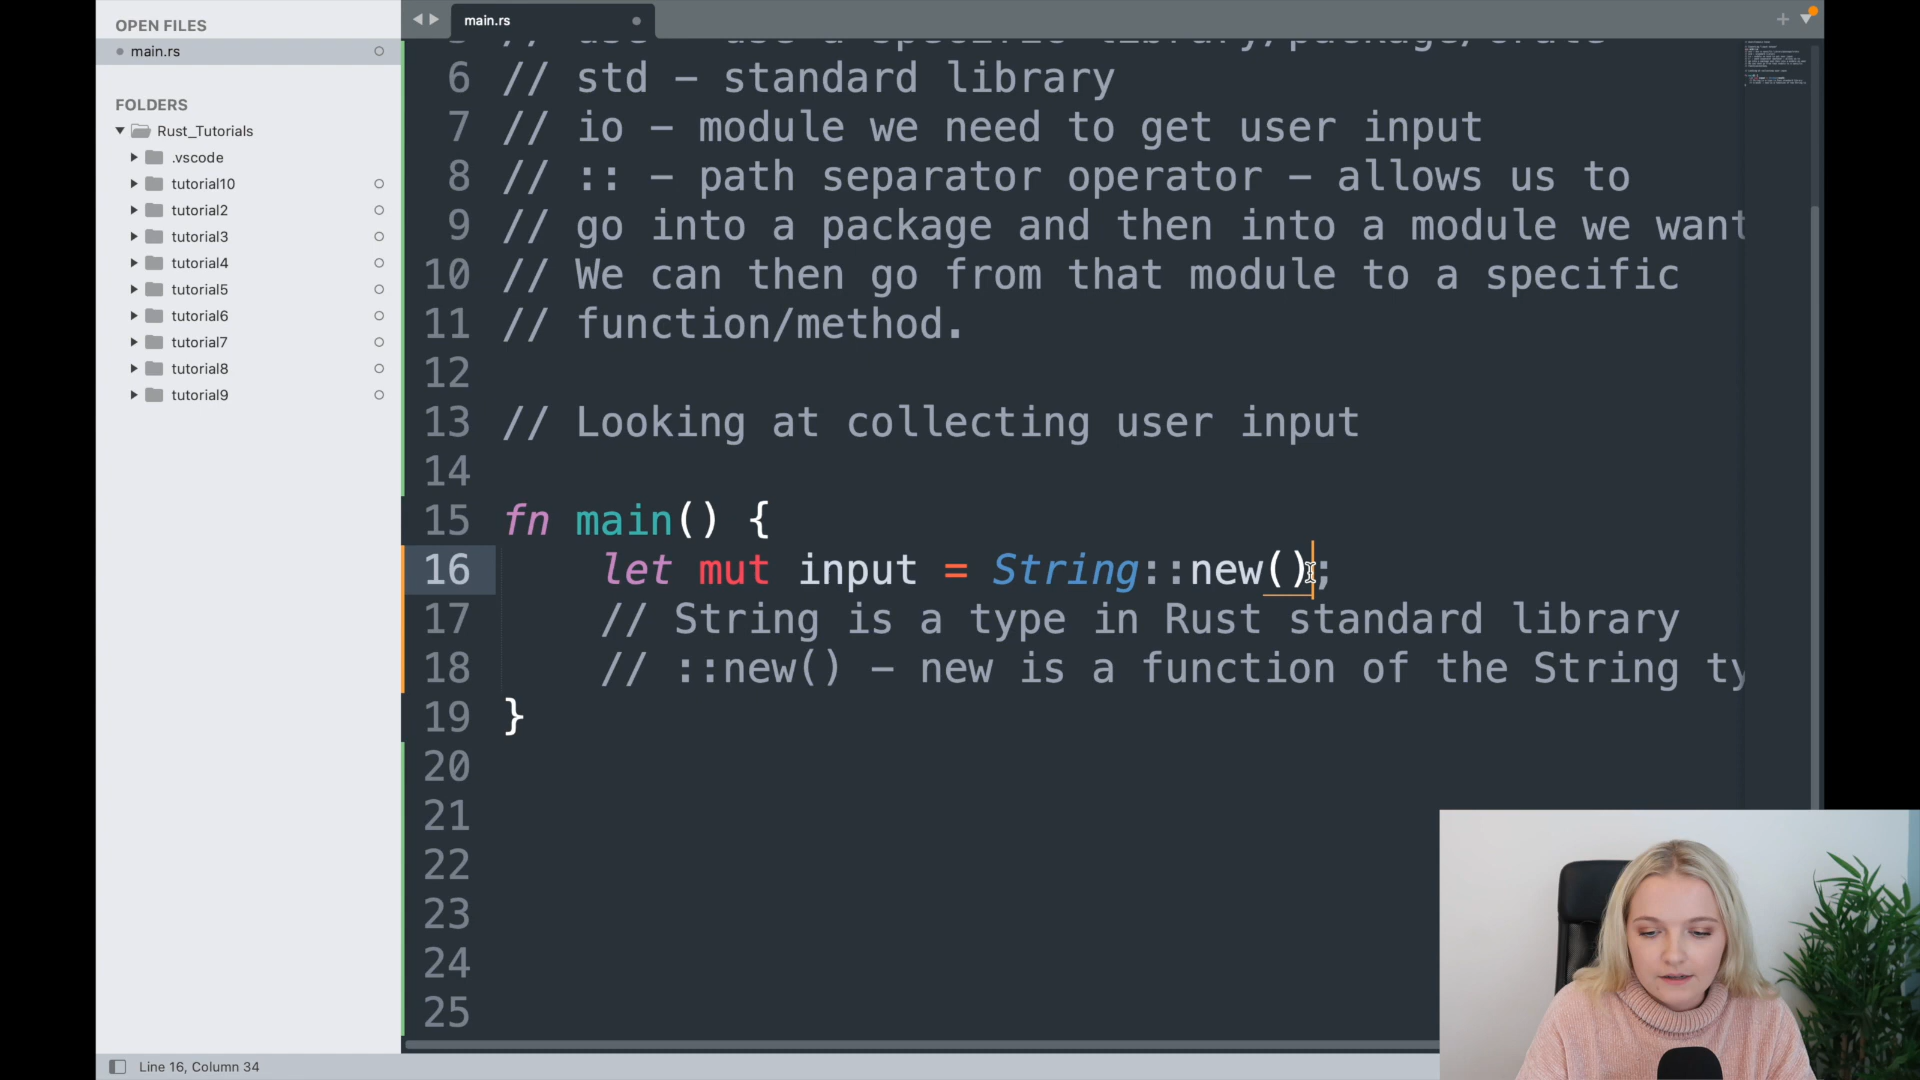 OPEN FILES
main.rs
FOLDERS
Rust_Tutorials
.vscode
tutorial10
tutorial2
tutorial3
tutorial4
tutorial5
tutorial6
tutorial7
tutorial8
tutorial9
main.rs
6 // std - standard library
7 // io - module we need to get user input
8 // :: - path separator operator - allows us to
9 // go into a package and then into a module we want
10 // We can then go from that module to a specific
11 // function/method.
12
13 // Looking at collecting user input
14
15 fn main() {
16 let mut input = String::new();
17 // String is a type in Rust standard library
18 // ::new() - new is a function of the String ty
19 }
20
21
22
23
24
25
Line 16, Column 34